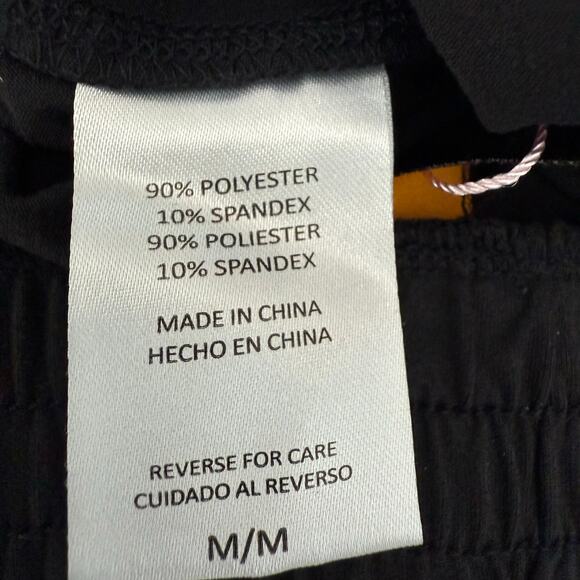 90% POLYESTER
10% SPANDEX
90% POLIESTER
10% SPANDEX
MADE IN CHINA
HECHO EN CHINA
REVERSE FOR CARE
CUIDADO AL REVERSO
M/M